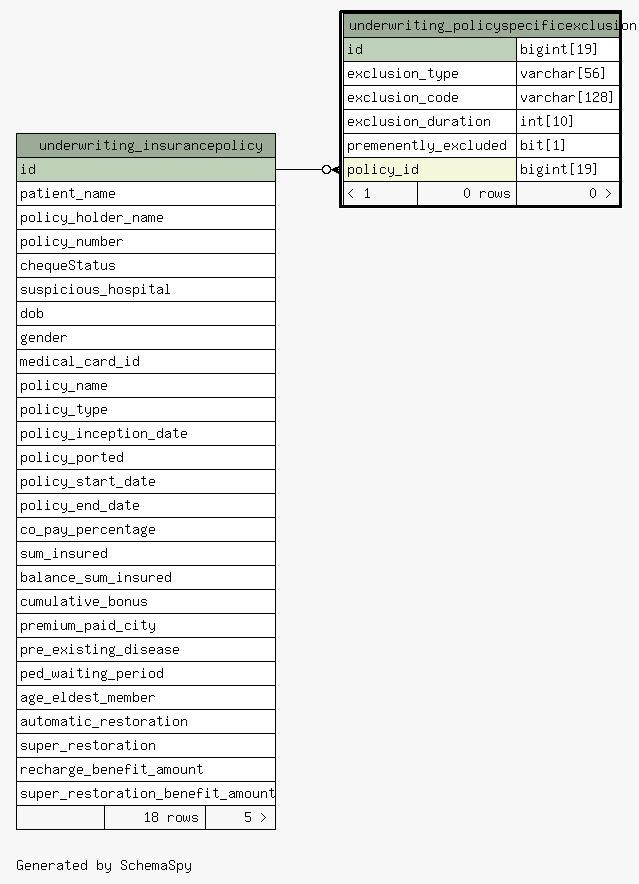 underwriting_policyspecificexclusion
id bigint[19]
exclusion_type varchar[56]
exclusion_code varchar[128]
exclusion_duration int[10]
premenently_excluded bit[1]
policy_id bigint[19]
< 1 0 rows 0 >
underwriting_insurancepolicy
id
patient_name
policy_holder_name
policy_number
chequeStatus
suspicious_hospital
dob
gender
medical_card_id
policy_name
policy_type
policy_inception_date
policy_ported
policy_start_date
policy_end_date
co_pay_percentage
sum_insured
balance_sum_insured
cumulative_bonus
premium_paid_city
pre_existing_disease
ped_waiting_period
age_eldest_member
automatic_restoration
super_restoration
recharge_benefit_amount
super_restoration_benefit_amount
18 rows 5 >
Generated by SchemaSpy